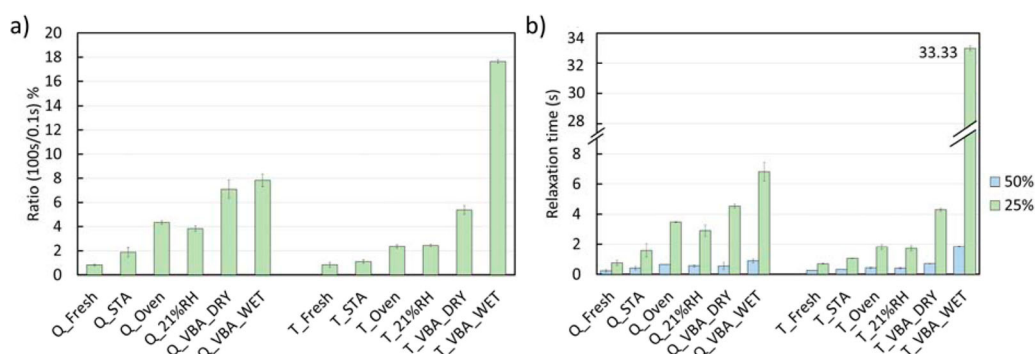 a)
Ratio (100s/0.1s) %
20
18
16
14
12
10
8
6
4
2
0
Q_Fresh
Q_STA
Q_Oven
Q_21%RH
Q_VBA_DRY
Q_VBA_WET
T_Fresh
T_STA
T_Oven
T_21%RH
T_VBA_DRY
T_VBA_WET
b)
Relaxation time (s)
34
33
32
28
8
6
4
2
0
33.33
Q_Fresh
Q_STA
Q_Oven
Q_21%RH
Q_VBA_DRY
Q_VBA_WET
T_Fresh
T_STA
T_Oven
T_21%RH
T_VBA_DRY
T_VBA_WET
50%
25%